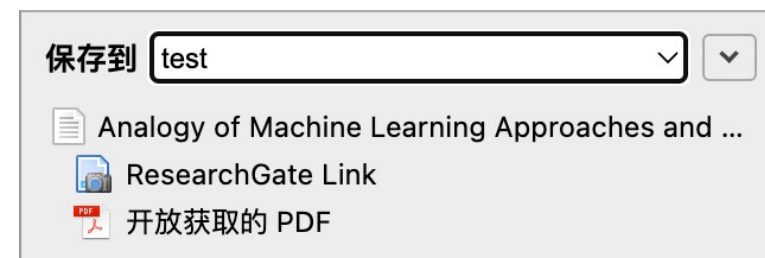 保存到 test
Analogy of Machine Learning Approaches and ...
ResearchGate Link
PDF 开放获取的 PDF